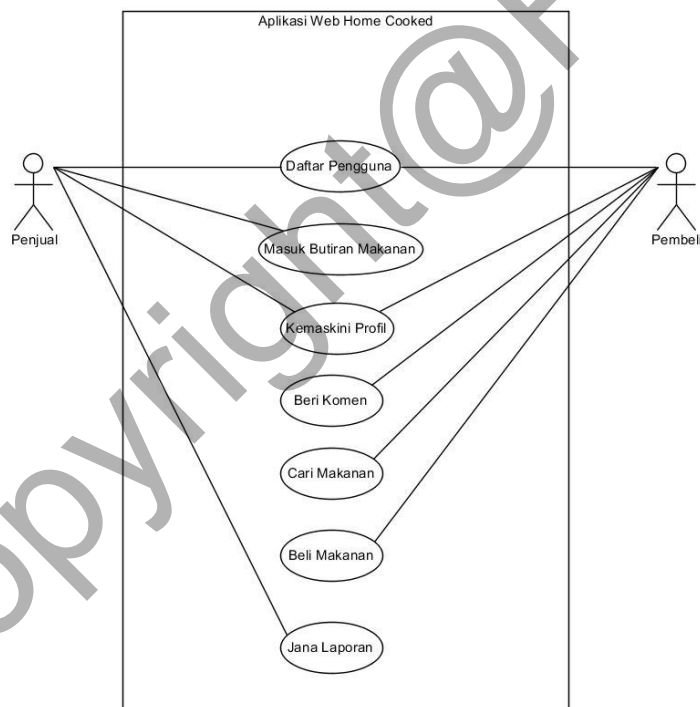 Aplikasi Web Home Cooked
Daftar Pengguna
Penjual
Pembeli
Masuk Butiran Makanan
Kemaskini Profil
Beri Komen
Cari Makanan
Beli Makanan
Jana Laporan
opyright@